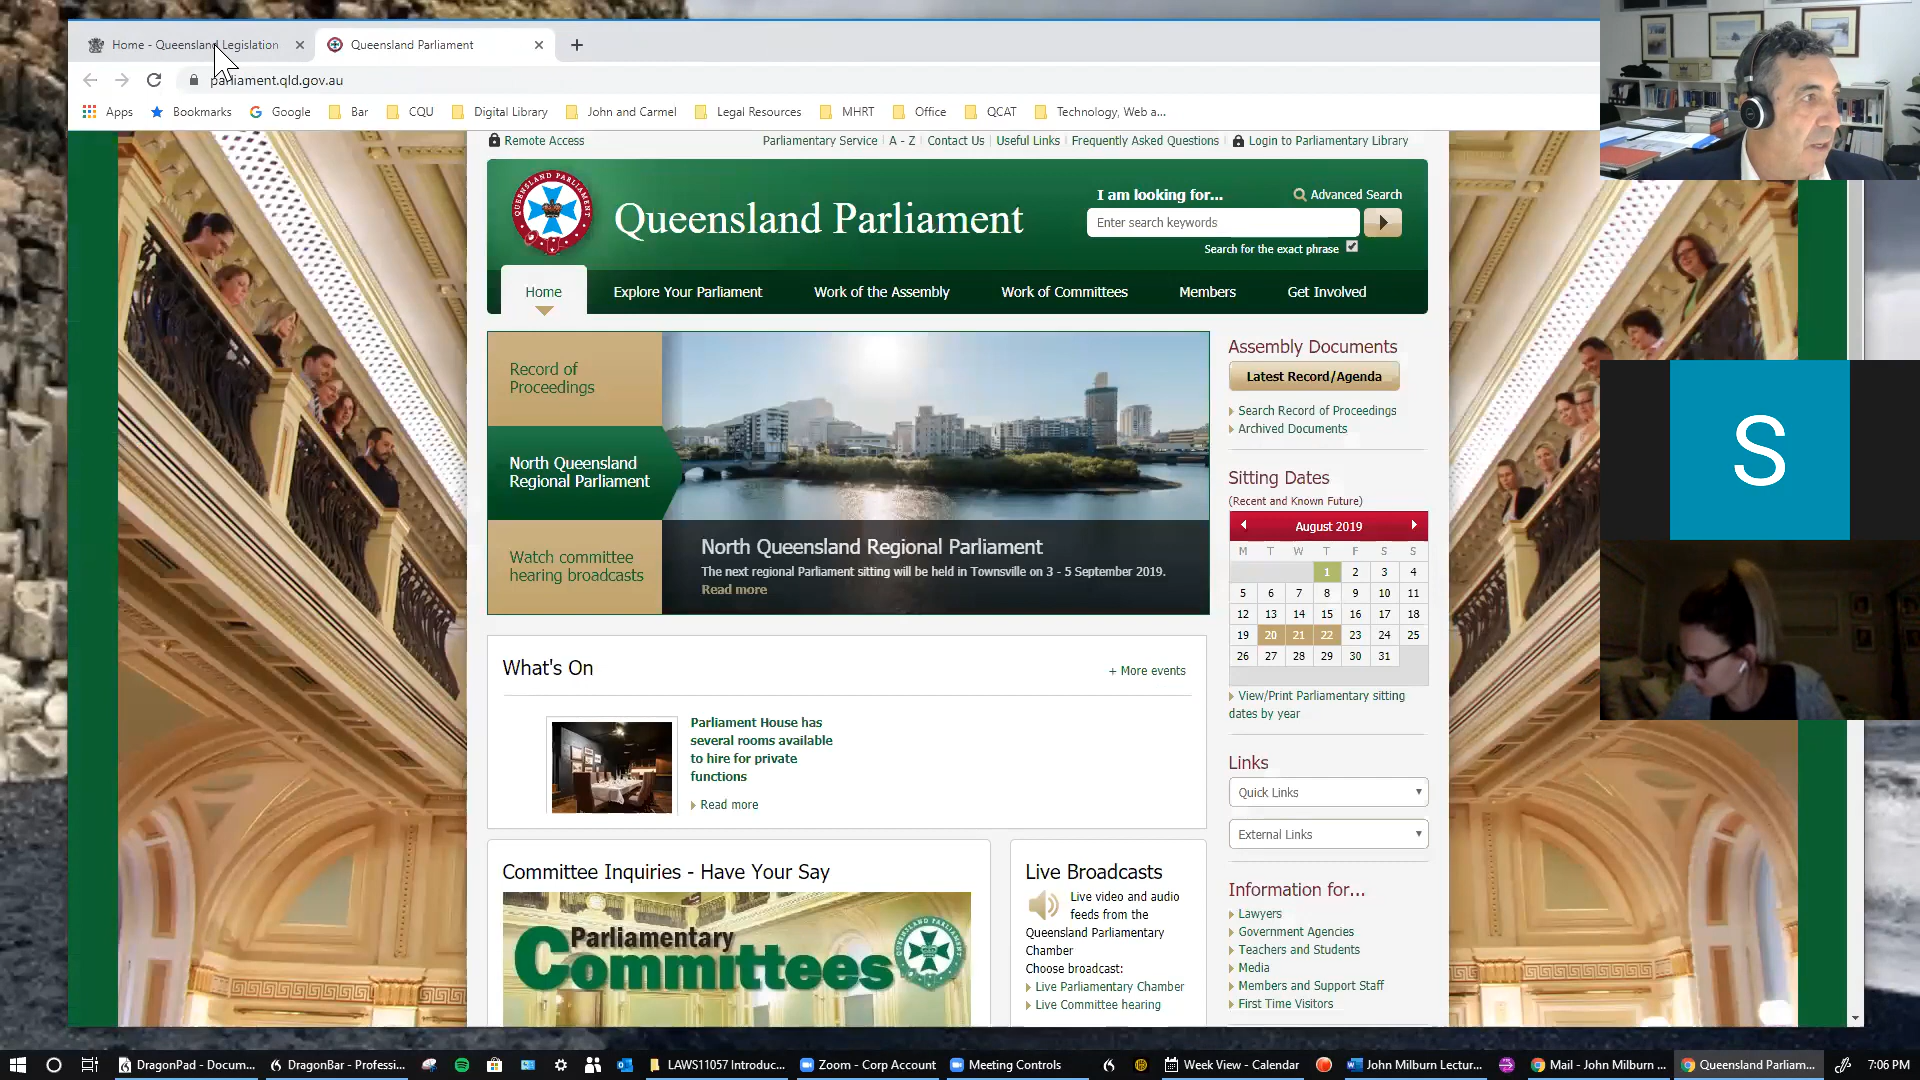 Home - Queensland Legislation
Queensland Parliament
parliament.qld.gov.au
Apps
Bookmarks
Google
Bar
CQU
Digital Library
John and Carmel
Legal Resources
MHRT
Office
QCAT
Technology, Web a...
Remote Access
Parliamentary Service
A - Z
Contact Us
Useful Links
Frequently Asked Questions
Login to Parliamentary Library
QUEENSLAND PARLIAMENT
Queensland Parliament
I am looking for...
Advanced Search
Enter search keywords
Search for the exact phrase
Home
Explore Your Parliament
Work of the Assembly
Work of Committees
Members
Get Involved
Record of
Proceedings
North Queensland
Regional Parliament
Watch committee
hearing broadcasts
North Queensland Regional Parliament
The next regional Parliament sitting will be held in Townsville on 3 - 5 September 2019.
Read more
Assembly Documents
Latest Record/Agenda
Search Record of Proceedings
Archived Documents
Sitting Dates
(Recent and Known Future)
August 2019
M T W T F S S
1 2 3 4
5 6 7 8 9 10 11
12 13 14 15 16 17 18
19 20 21 22 23 24 25
26 27 28 29 30 31
View/Print Parliamentary sitting
dates by year
Links
Quick Links
External Links
Information for...
Lawyers
Government Agencies
Teachers and Students
Media
Members and Support Staff
First Time Visitors
What's On
+ More events
Parliament House has
several rooms available
to hire for private
functions
Read more
Committee Inquiries - Have Your Say
Parliamentary
Committees
Live Broadcasts
Live video and audio
feeds from the
Queensland Parliamentary
Chamber
Choose broadcast:
Live Parliamentary Chamber
Live Committee hearing
S
DragonPad - Docum...
DragonBar - Professi...
LAWS11057 Introduc...
Zoom - Corp Account
Meeting Controls
Week View - Calendar
John Milburn Lectur...
Mail - John Milburn ...
Queensland Parliam...
7:06 PM